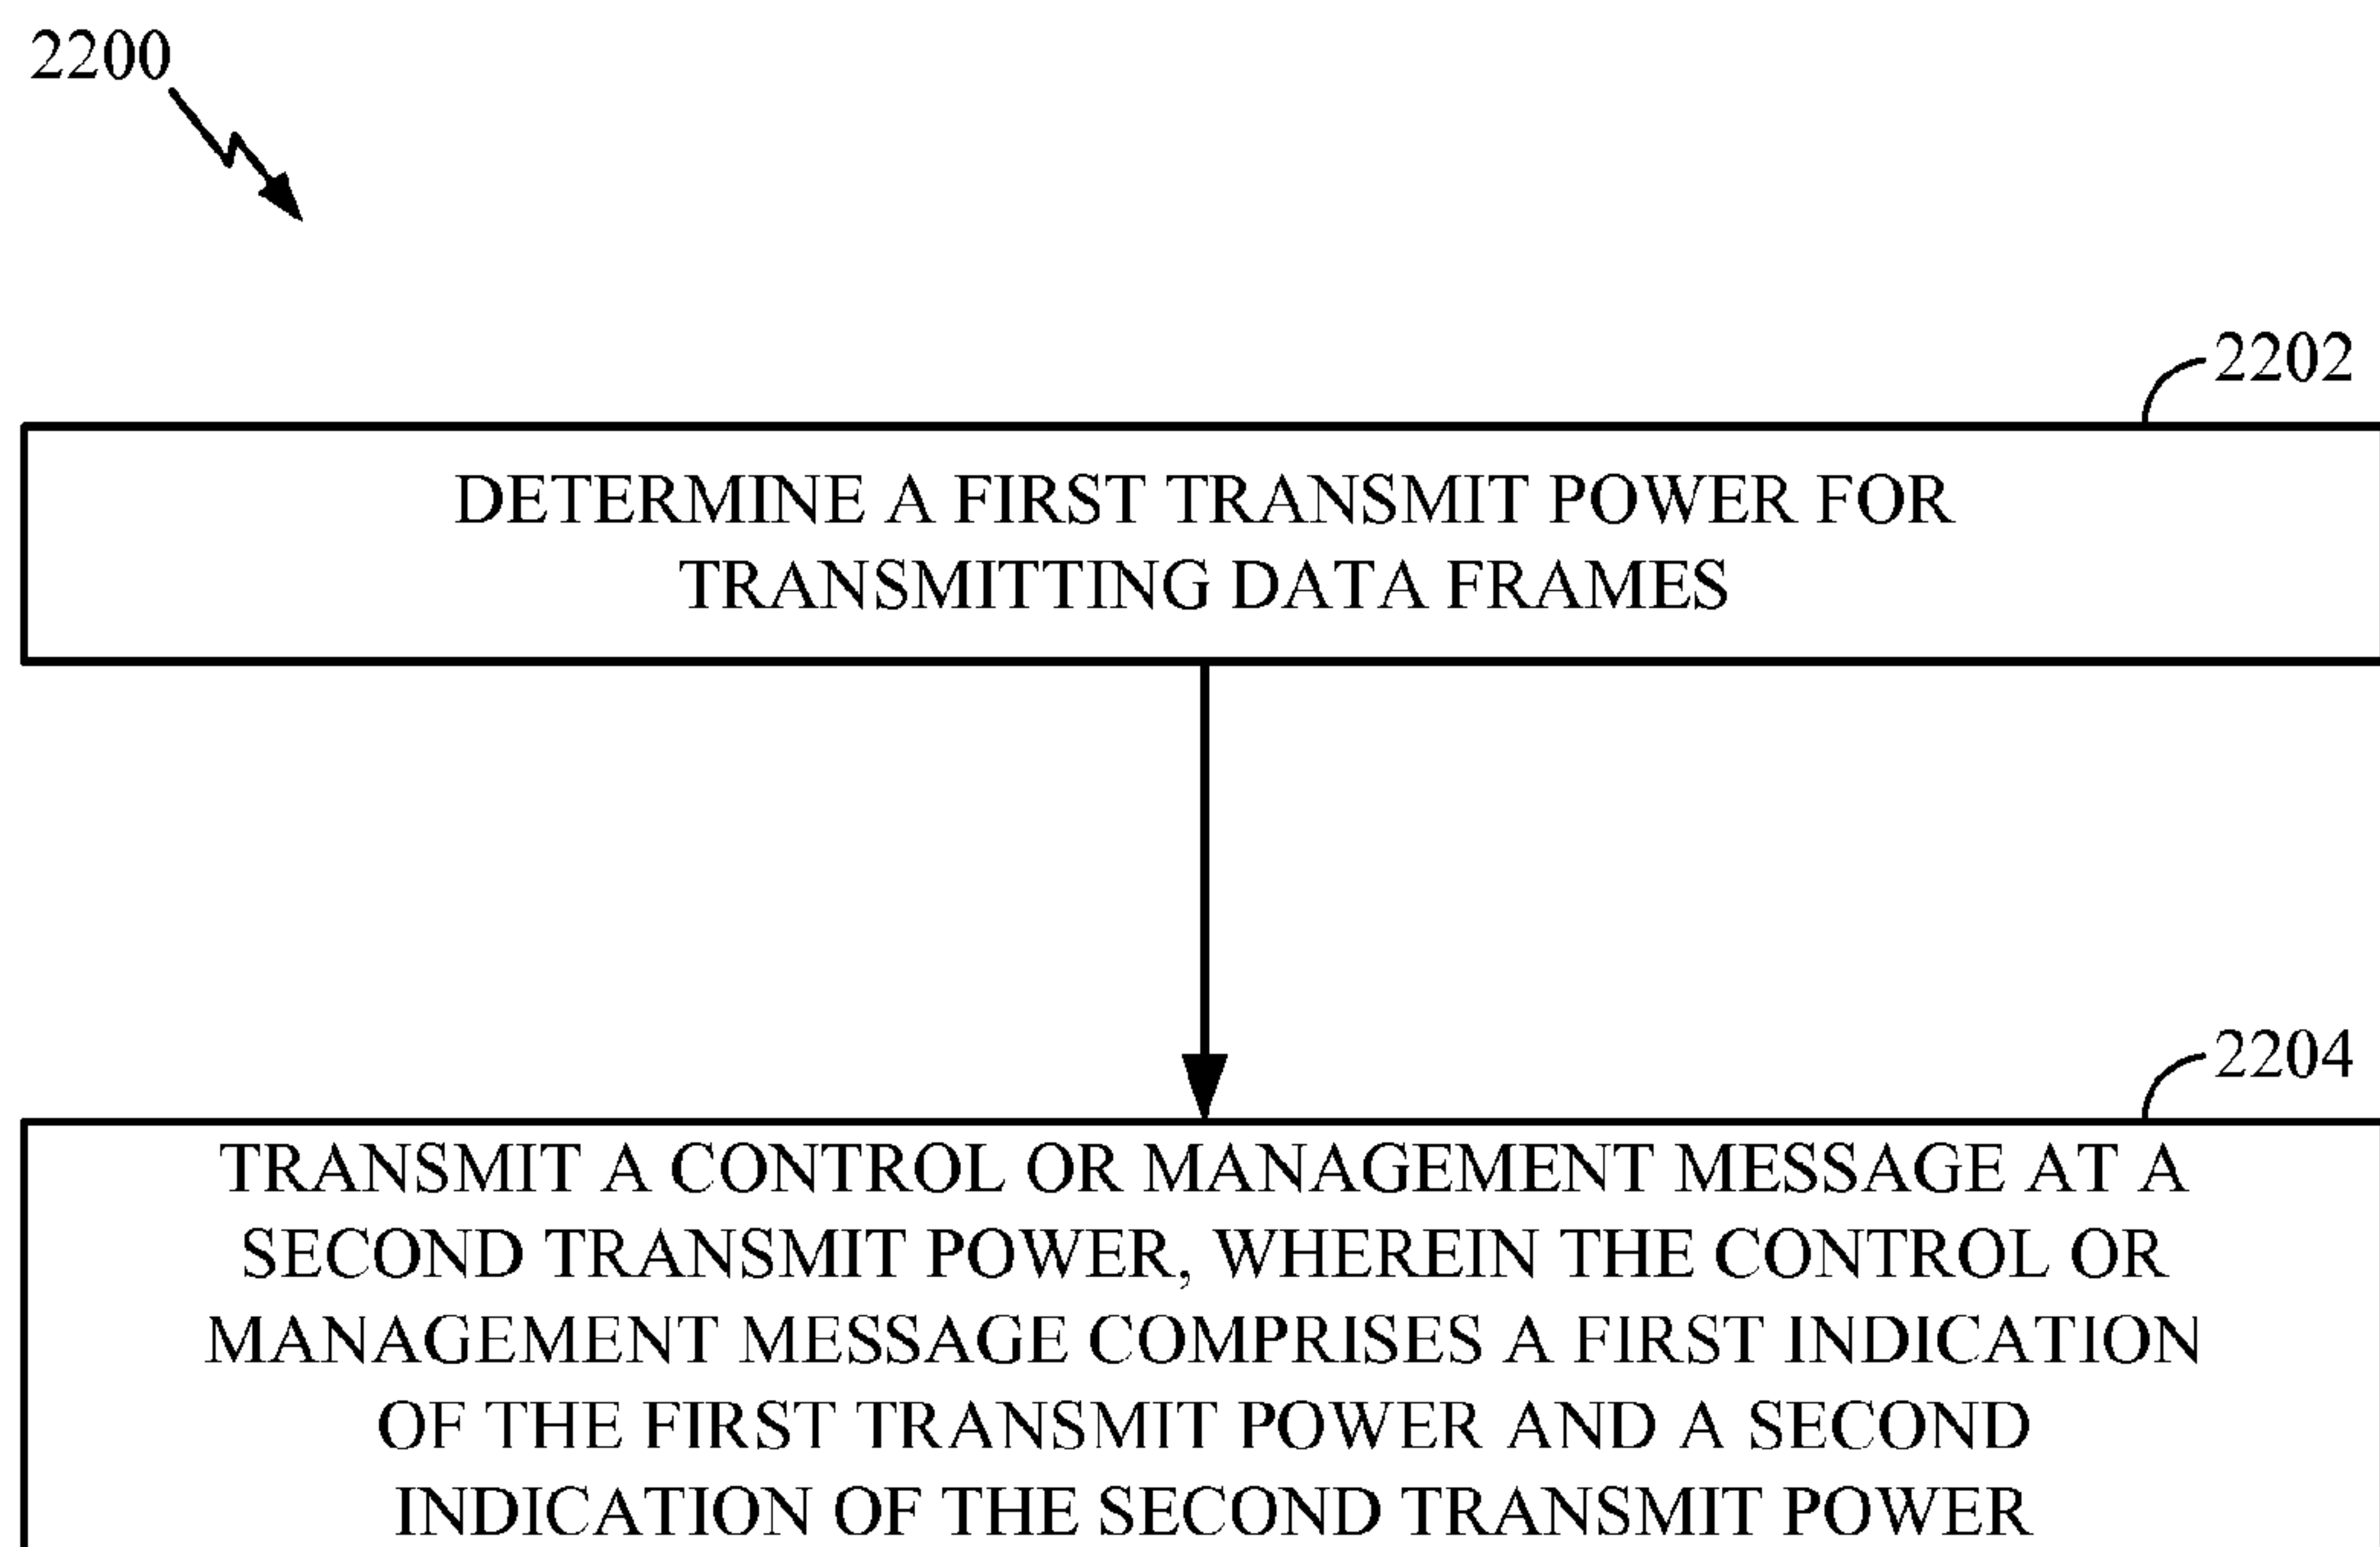 2200
2202
DETERMINE A FIRST TRANSMIT POWER FOR
TRANSMITTING DATA FRAMES
2204
TRANSMIT A CONTROL OR MANAGEMENT MESSAGE AT A
SECOND TRANSMIT POWER, WHEREIN THE CONTROL OR
MANAGEMENT MESSAGE COMPRISES A FIRST INDICATION
OF THE FIRST TRANSMIT POWER AND A SECOND
INDICATION OF THE SECOND TRANSMIT POWER